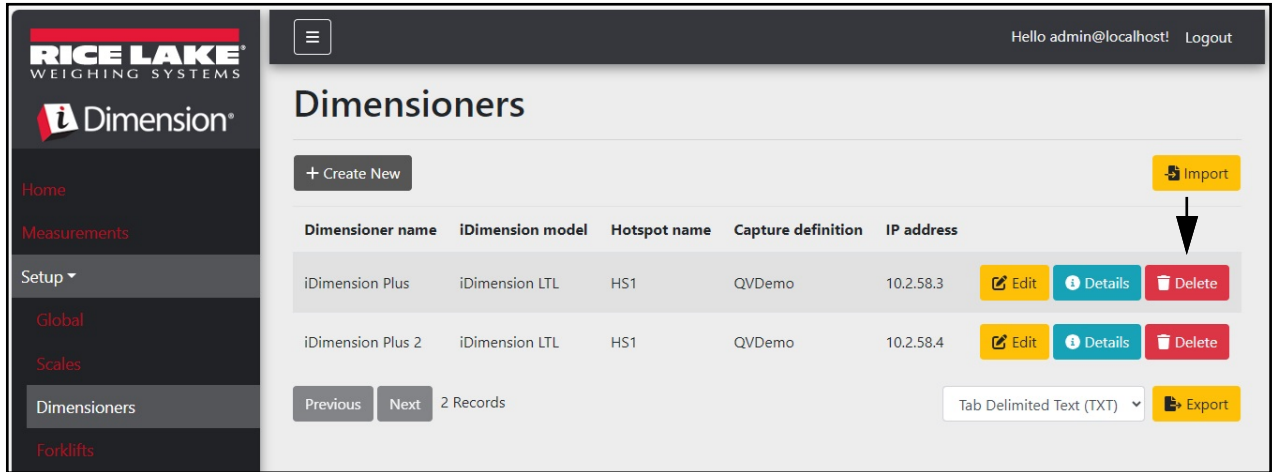 RICE LAKE®
WEIGHING SYSTEMS
i Dimension®
Home
Measurements
Setup
Global
Scales
Dimensioners
Forklifts
Hello admin@localhost! Logout
Dimensioners
+ Create New
Import
Dimensioner name iDimension model Hotspot name Capture definition IP address
iDimension Plus iDimension LTL HS1 QVDemo 10.2.58.3 Edit Details Delete
iDimension Plus 2 iDimension LTL HS1 QVDemo 10.2.58.4 Edit Details Delete
Previous Next 2 Records Tab Delimited Text (TXT) Export